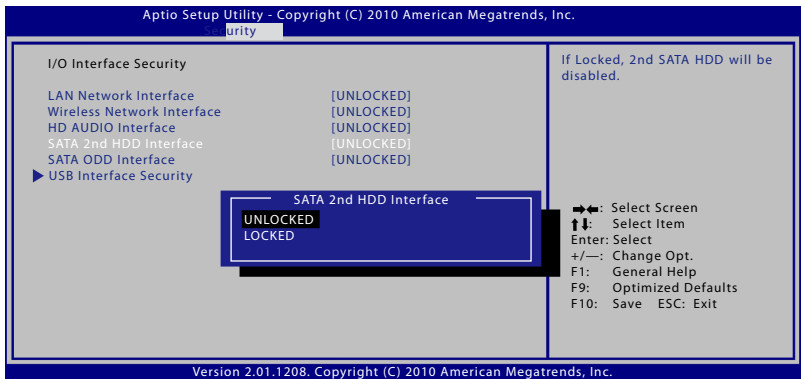 Aptio Setup Utility - Copyright (C) 2010 American Megatrends, Inc.
Security
I/O Interface Security
LAN Network Interface [UNLOCKED]
Wireless Network Interface [UNLOCKED]
HD AUDIO Interface [UNLOCKED]
SATA 2nd HDD Interface [UNLOCKED]
SATA ODD Interface [UNLOCKED]
USB Interface Security
SATA 2nd HDD Interface
UNLOCKED
LOCKED
If Locked, 2nd SATA HDD will be
disabled.
→←: Select Screen
↑↓: Select Item
Enter: Select
+/—: Change Opt.
F1: General Help
F9: Optimized Defaults
F10: Save ESC: Exit
Version 2.01.1208. Copyright (C) 2010 American Megatrends, Inc.